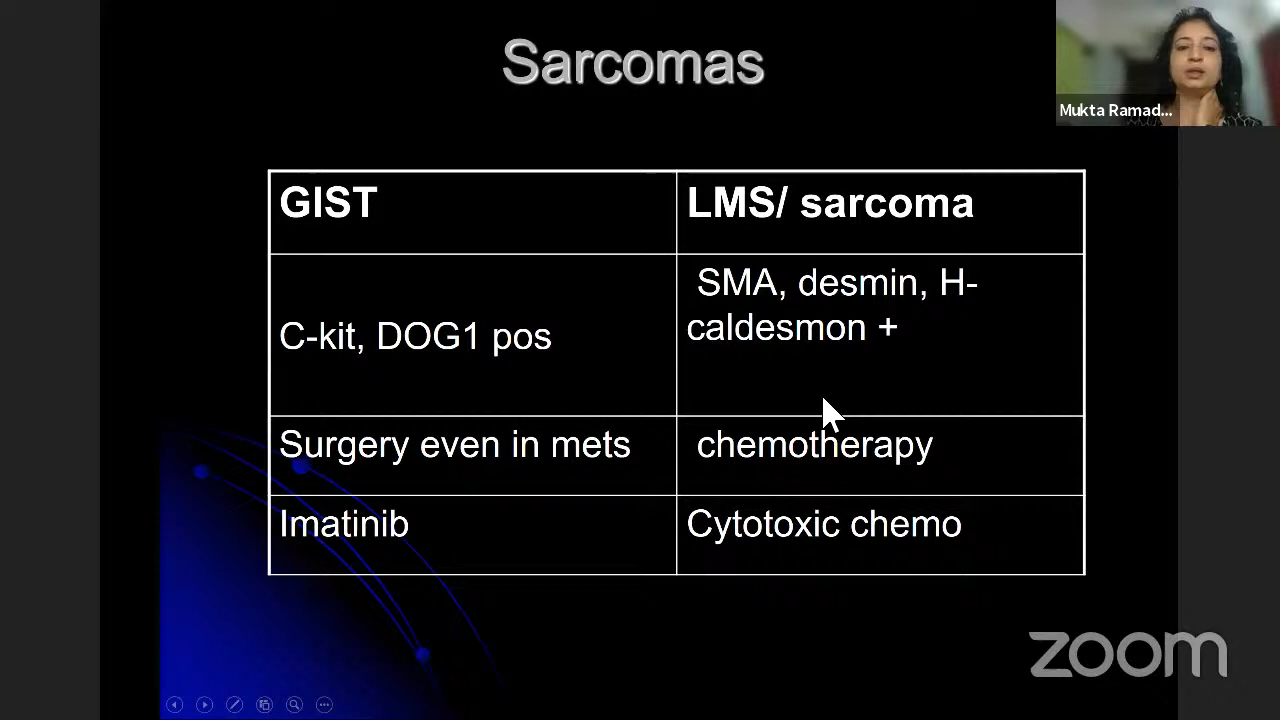 Sarcomas
Mukta Ramad...
GIST
LMS/ sarcoma
C-kit, DOG1 pos
SMA, desmin, H-
caldesmon +
Surgery even in mets
chemotherapy
Imatinib
Cytotoxic chemo
zoom